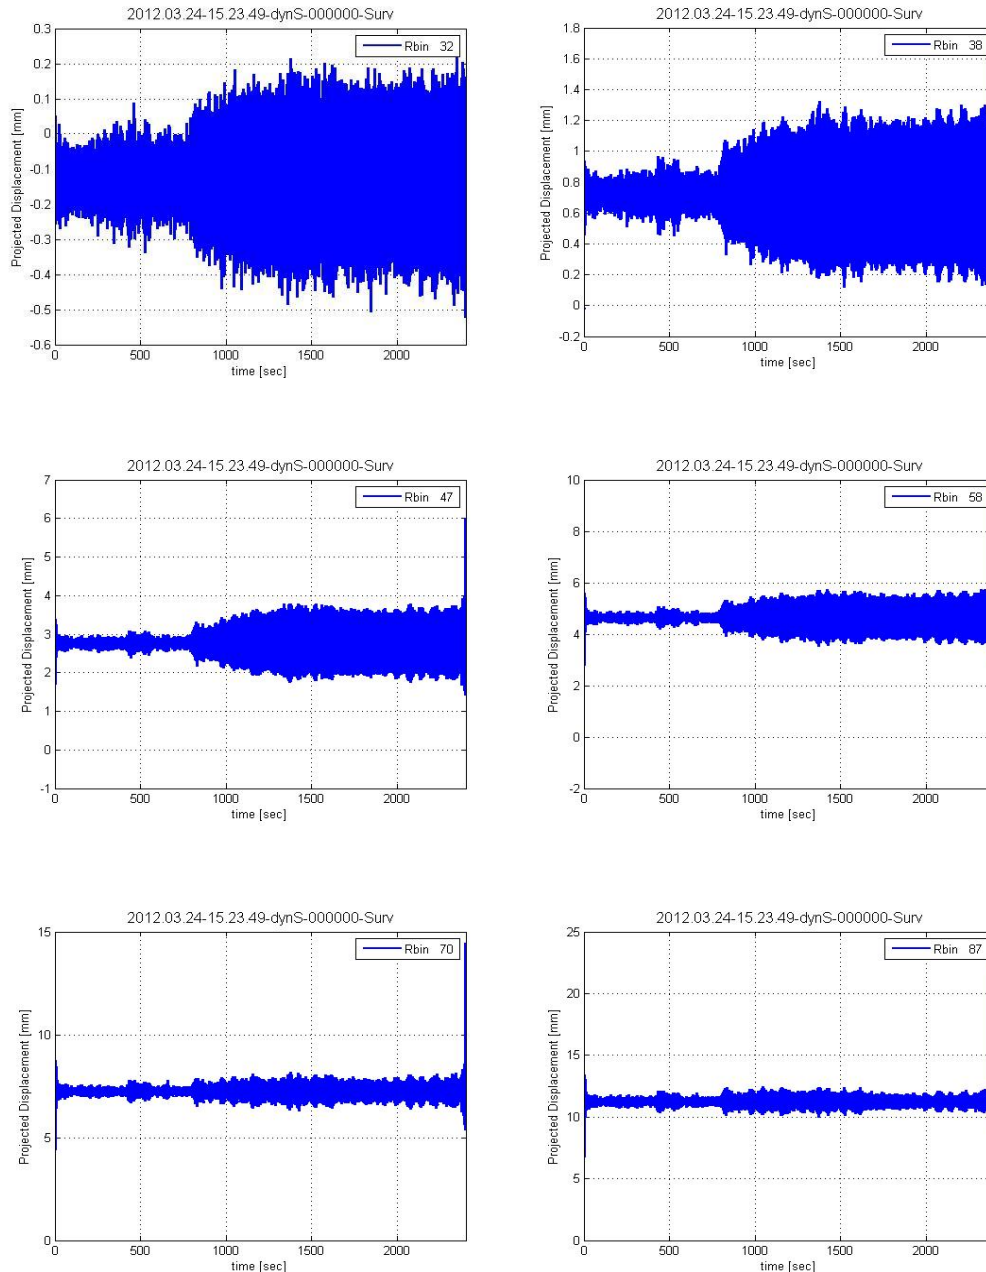 2012.03.24-15.23.49-dynS-000000-Surv
0.3
0.2
0.1
0
-0.1
-0.2
-0.3
-0.4
-0.5
-0.6
Projected Displacement [mm]
Rbin 32
0 500 1000 1500 2000
time [sec]
2012.03.24-15.23.49-dynS-000000-Surv
1.8
1.6
1.4
1.2
1
0.8
0.6
0.4
0.2
0
-0.2
Projected Displacement [mm]
Rbin 38
0 500 1000 1500 2000
time [sec]
2012.03.24-15.23.49-dynS-000000-Surv
7
6
5
4
3
2
1
0
-1
Projected Displacement [mm]
Rbin 47
0 500 1000 1500 2000
time [sec]
2012.03.24-15.23.49-dynS-000000-Surv
10
8
6
4
2
0
-2
Projected Displacement [mm]
Rbin 58
0 500 1000 1500 2000
time [sec]
2012.03.24-15.23.49-dynS-000000-Surv
15
10
5
0
Projected Displacement [mm]
Rbin 70
0 500 1000 1500 2000
time [sec]
2012.03.24-15.23.49-dynS-000000-Surv
25
20
15
10
5
0
Projected Displacement [mm]
Rbin 87
0 500 1000 1500 2000
time [sec]